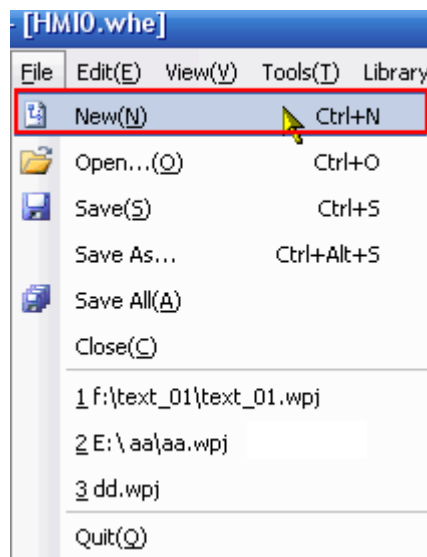 - [HMI0.whe]
File Edit(E) View(V) Tools(T) Library
New(N) Ctrl+N
Open...(O) Ctrl+O
Save(S) Ctrl+S
Save As... Ctrl+Alt+S
Save All(A)
Close(C)
1 f:\text_01\text_01.wpj
2 E:\aa\aa.wpj
3 dd.wpj
Quit(Q)